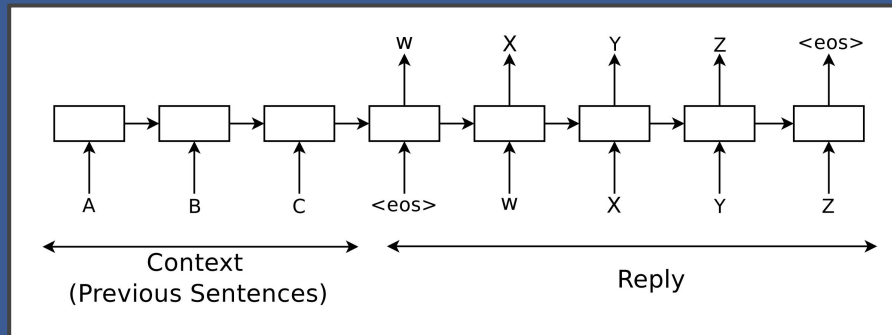 w X Y Z <eos>
A B C <eos> w X Y Z
Context
(Previous Sentences)
Reply